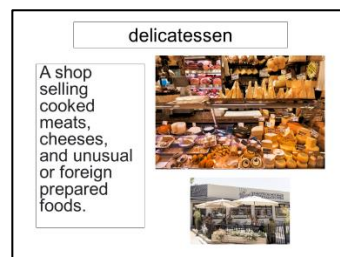 delicatessen
A shop
selling
cooked
meats,
cheeses,
and unusual
or foreign
prepared
foods.